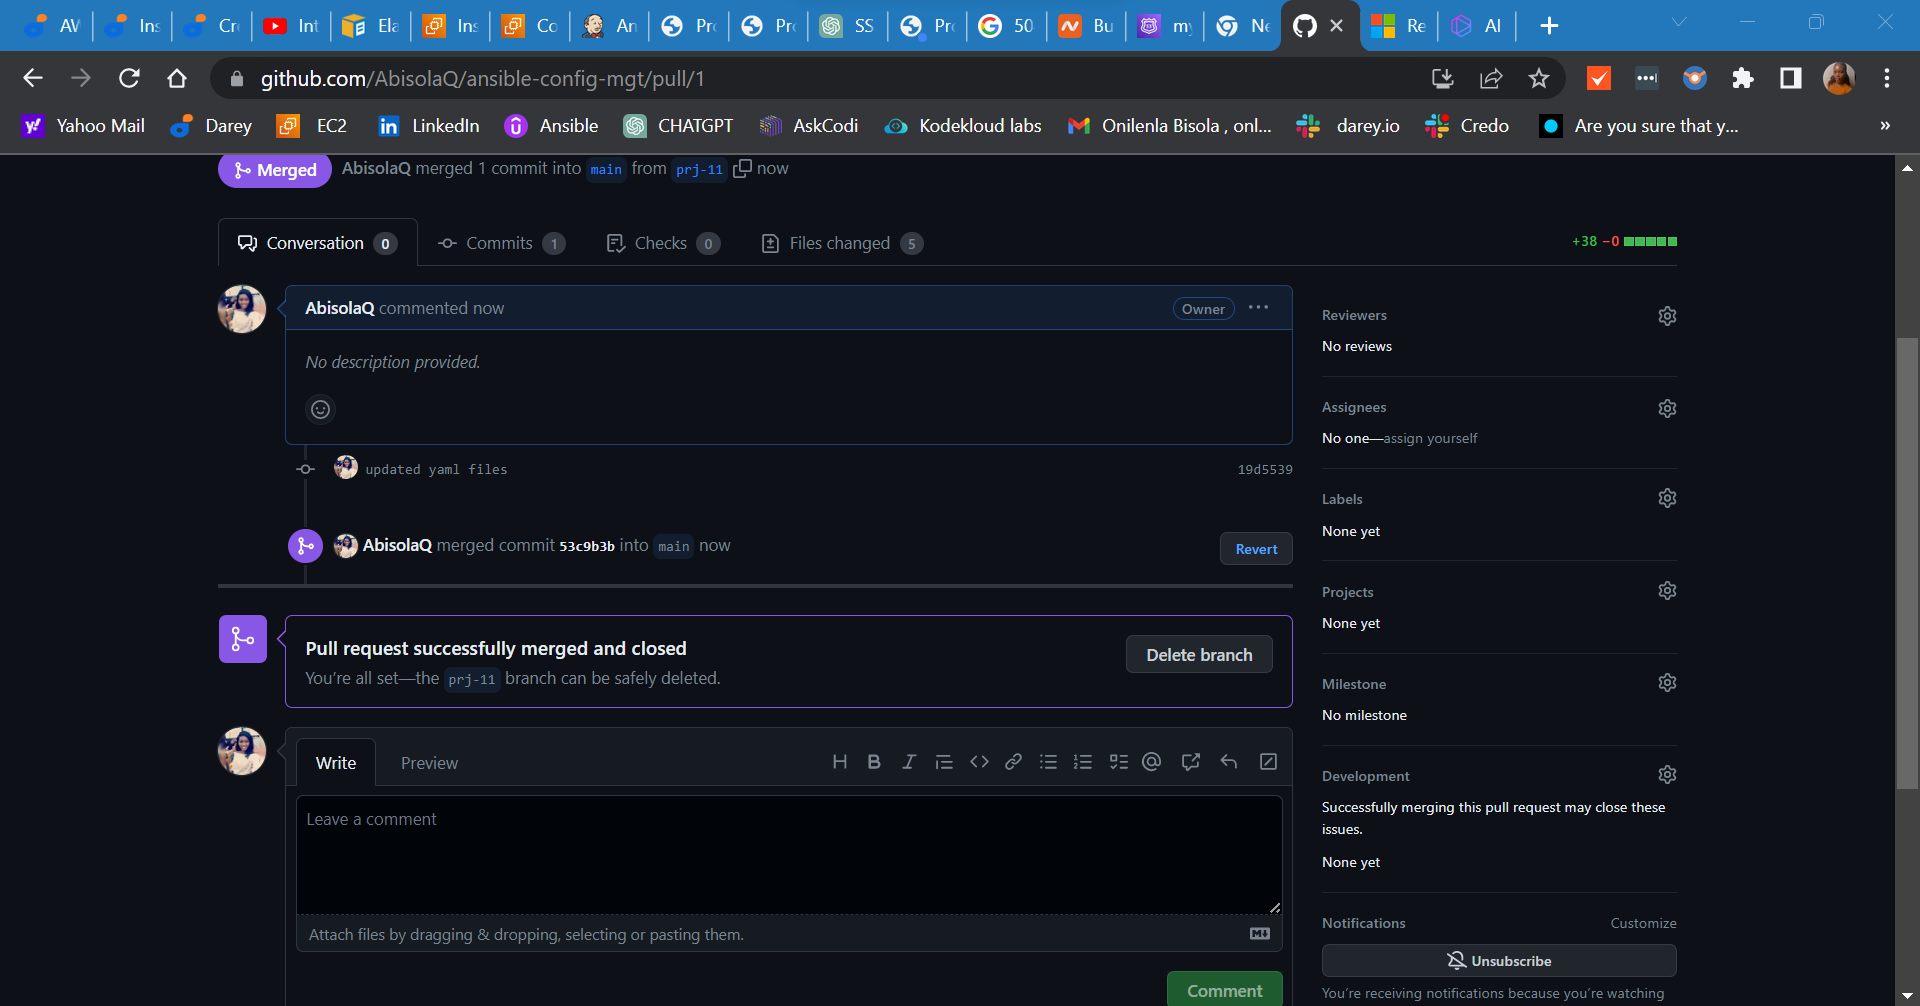 AV
Ins
Cr
Int
Ela
Ins
Co
An
Pro
Pro
SS
Pro
50
Bu
my
Ne
Re
AI
github.com/AbisolaQ/ansible-config-mgt/pull/1
Yahoo Mail
Darey
EC2
LinkedIn
Ansible
CHATGPT
AskCodi
Kodekloud labs
Onilenla Bisola , onl...
darey.io
Credo
Are you sure that y...
»
Merged
AbisolaQ merged 1 commit into main from prj-11 now
Conversation 0
Commits 1
Checks 0
Files changed 5
+38 −0
AbisolaQ commented now
Owner
No description provided.
updated yaml files
19d5539
AbisolaQ merged commit 53c9b3b into main now
Revert
Pull request successfully merged and closed
You're all set—the prj-11 branch can be safely deleted.
Delete branch
Write
Preview
Leave a comment
Attach files by dragging & dropping, selecting or pasting them.
Comment
Reviewers
No reviews
Assignees
No one—assign yourself
Labels
None yet
Projects
None yet
Milestone
No milestone
Development
Successfully merging this pull request may close these
issues.
None yet
Notifications
Customize
Unsubscribe
You're receiving notifications because you're watching